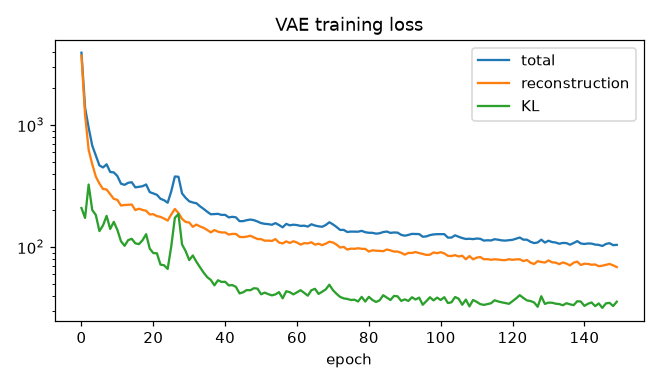 VAE training loss
total
reconstruction
KL
10³
10²
0 20 40 60 80 100 120 140
epoch